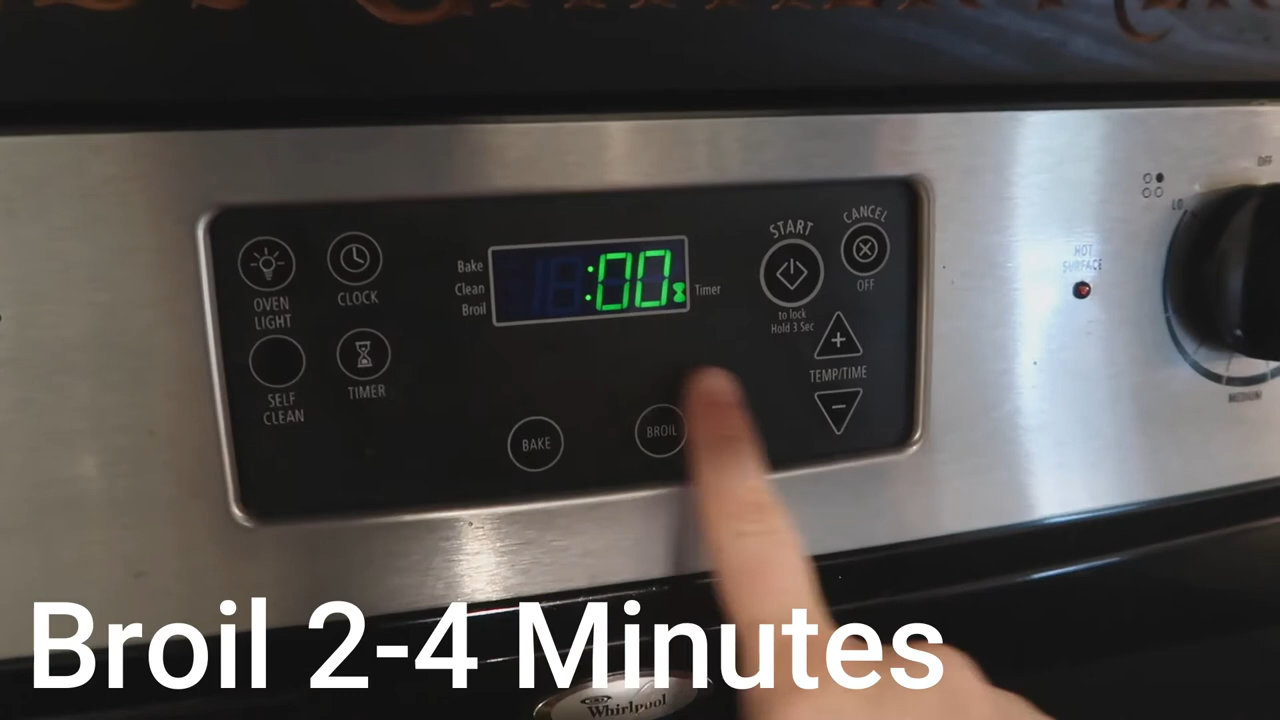 OVEN
LIGHT
CLOCK
SELF
CLEAN
TIMER
Bake
Clean
Broil
:00
Timer
START
to lock
Hold 3 Sec
CANCEL
OFF
TEMP/TIME
BAKE
BROIL
HOT
SURFACE
OFF
LO
MEDIUM
Broil 2-4 Minutes
Whirlpool